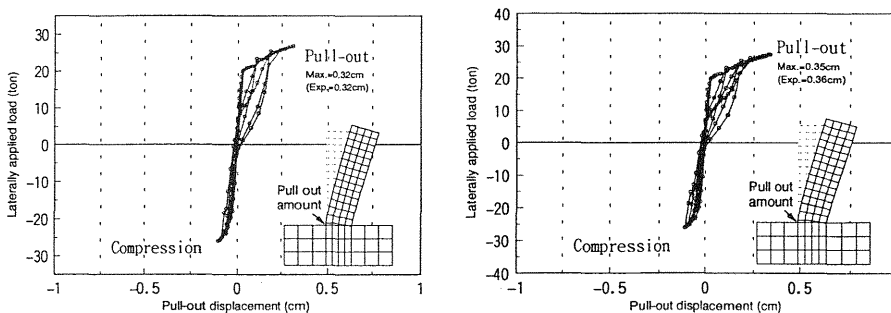 30
20
10
0
-10
-20
-30
Laterally applied load (ton)
Pull-out
Max.=0.32cm
(Exp.=0.32cm)
Pull out
amount
Compression
-1
-0.5
0
0.5
1
Pull-out displacement (cm)
40
30
20
10
0
-10
-20
-30
-40
Laterally applied load (ton)
Pull-out
Max.=0.35cm
(Exp.=0.36cm)
Pull out
amount
Compression
-1
-0.5
0
0.5
1
Pull-out displacement (cm)